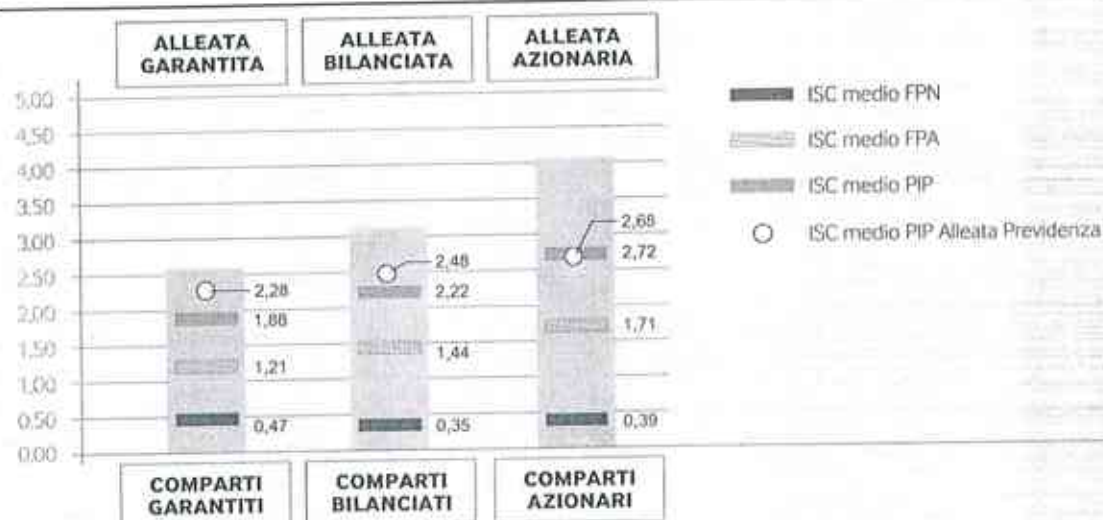 ALLEATA
GARANTITA
ALLEATA
BILANCIATA
ALLEATA
AZIONARIA
5,00
4,50
4,00
3,50
3,00
2,50
2,00
1,50
1,00
0,50
0,00
2,28
1,88
1,21
0,47
2,48
2,22
1,44
0,35
2,68
2,72
1,71
0,39
ISC medio FPN
ISC medio FPA
ISC medio PIP
ISC medio PIP Alleata Previdenza
COMPARTI
GARANTITI
COMPARTI
BILANCIATI
COMPARTI
AZIONARI